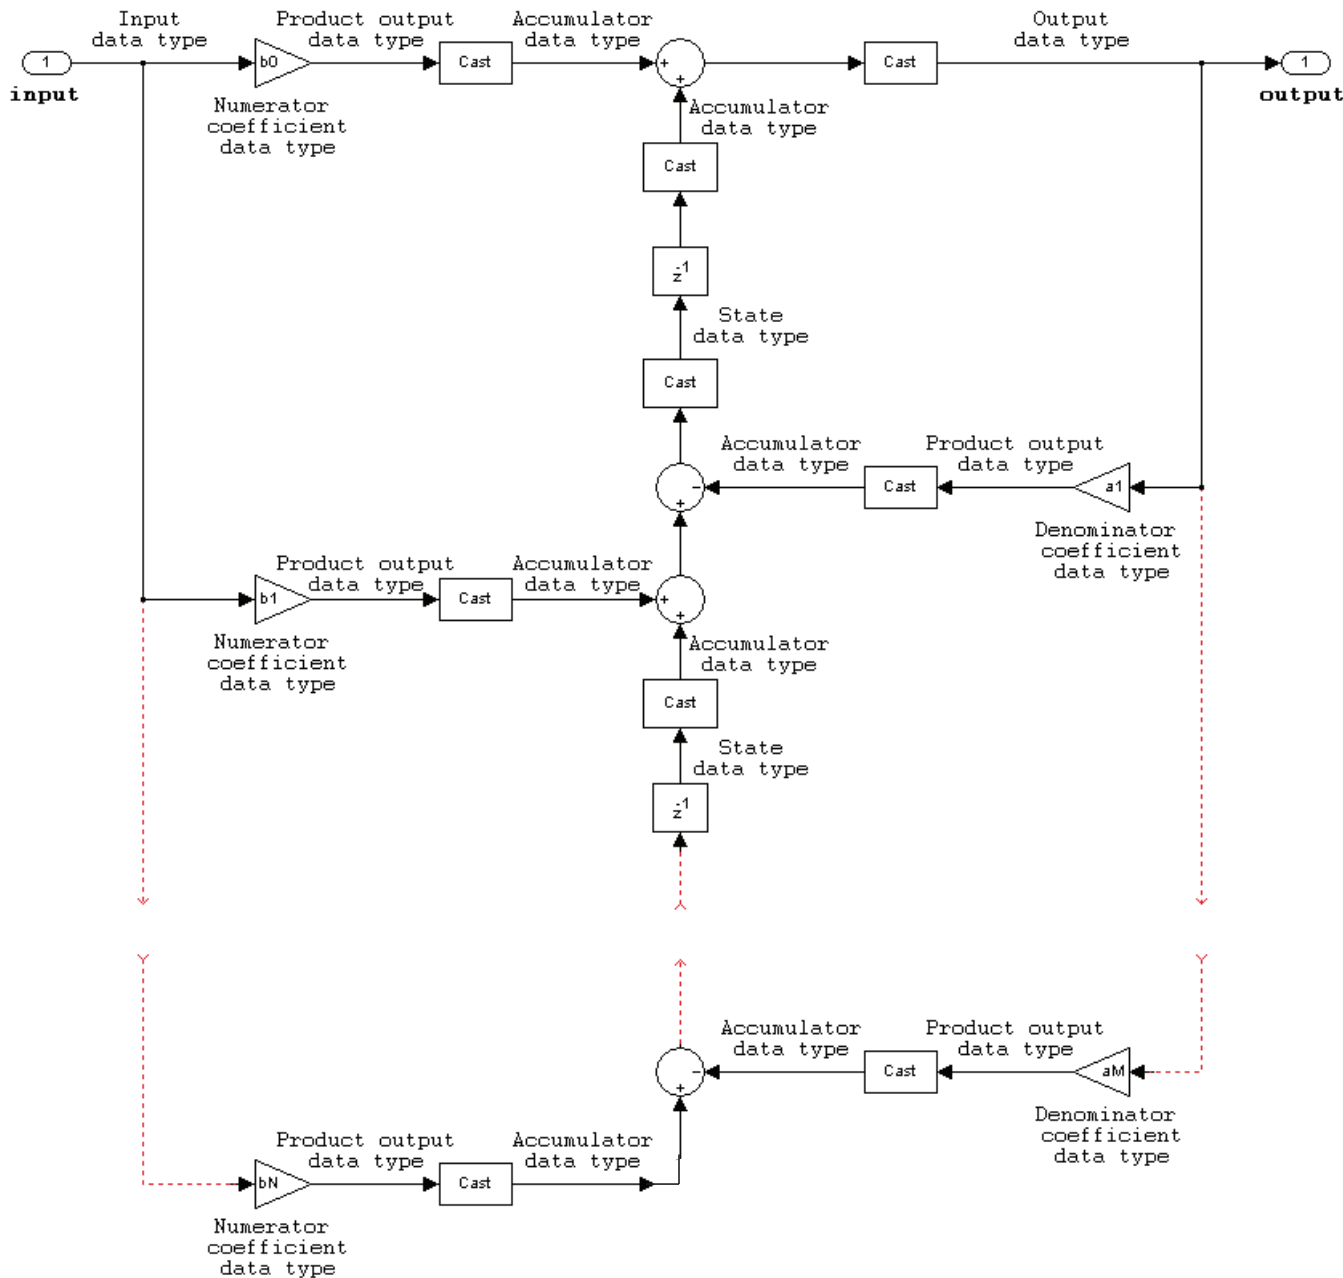 Input
data type
Product output
data type
Accumulator
data type
Output
data type
1
b0
Cast
+
+
Cast
1
input
output
Numerator
coefficient
data type
Accumulator
data type
Cast
z-1
State
data type
Cast
Accumulator
data type
Product output
data type
-
+
Cast
a1
Denominator
coefficient
data type
Product output
data type
Accumulator
data type
b1
Cast
+
+
Numerator
coefficient
data type
Accumulator
data type
Cast
State
data type
z-1
Accumulator
data type
Product output
data type
-
+
Cast
aM
Denominator
coefficient
data type
Product output
data type
Accumulator
data type
bN
Cast
Numerator
coefficient
data type